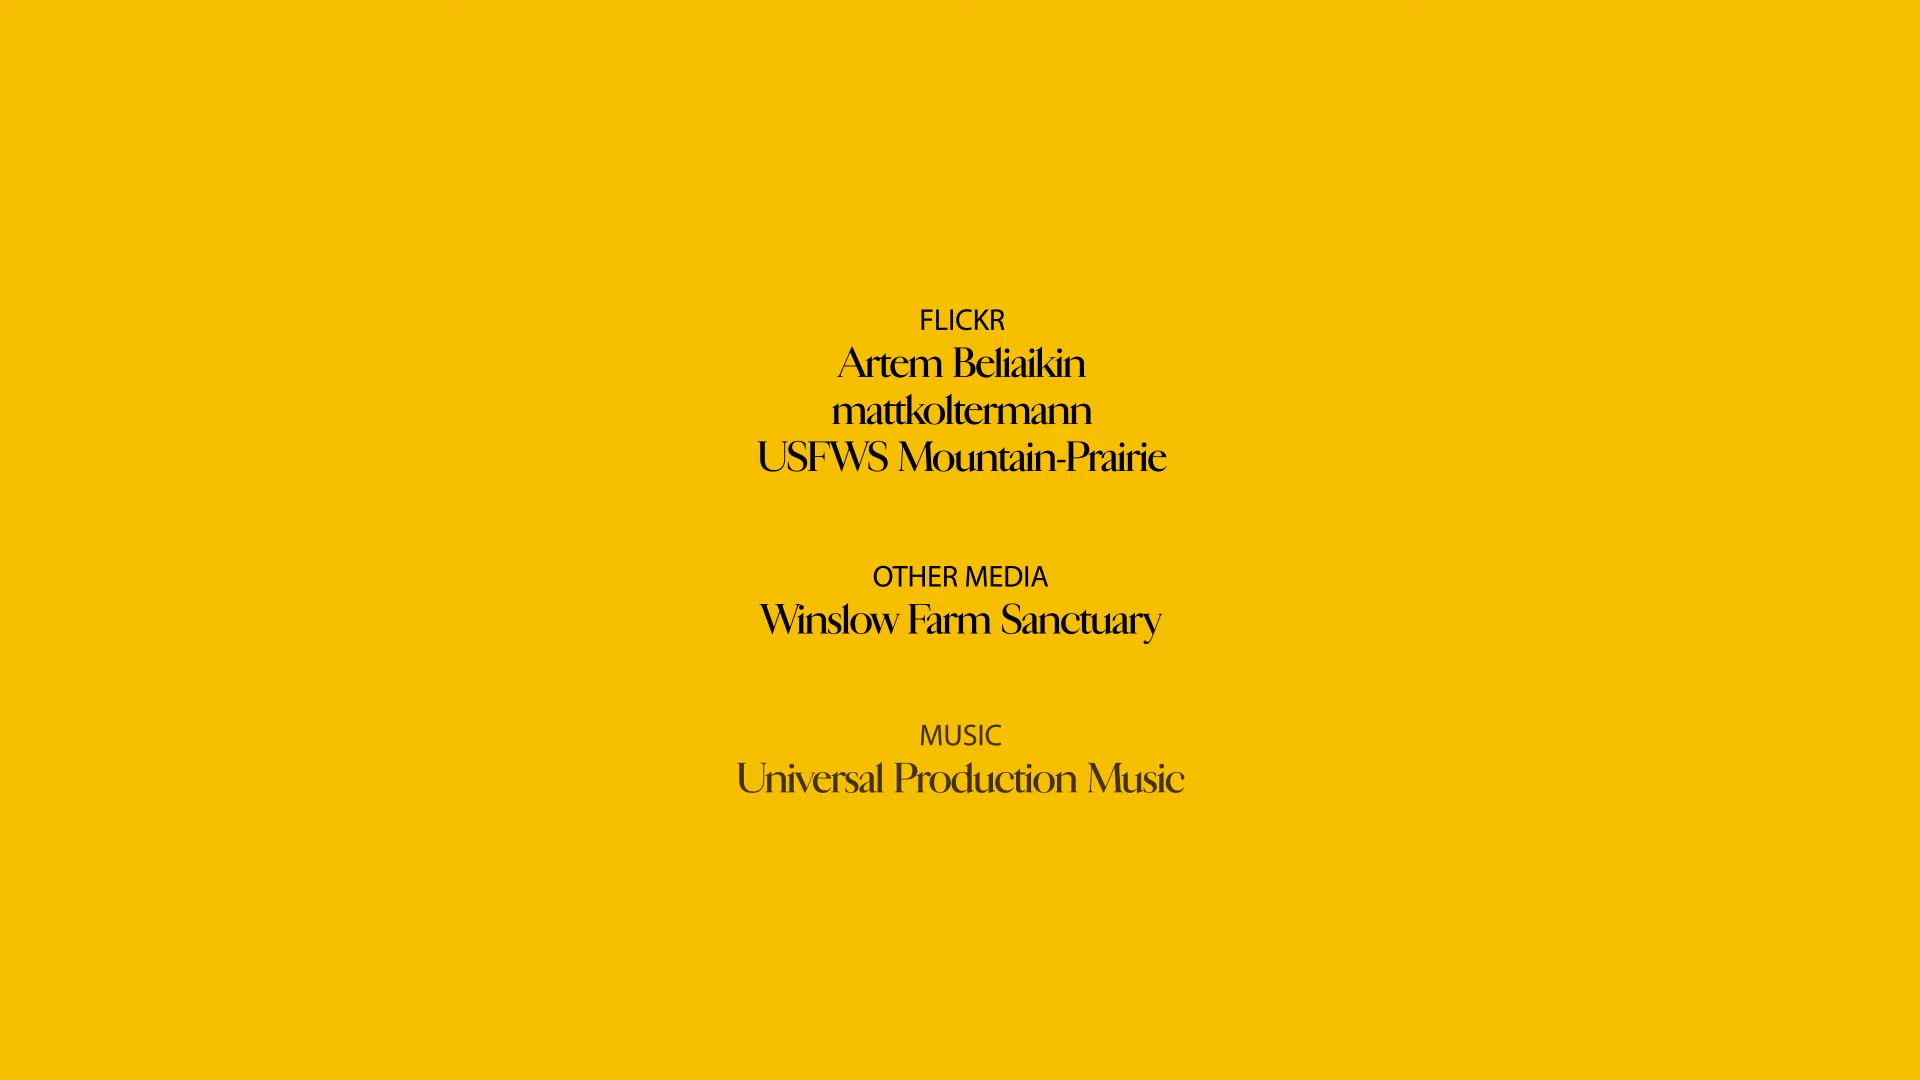 FLICKR
Artem Beliaikin
mattkoltermann
USFWS Mountain-Prairie
OTHER MEDIA
Winslow Farm Sanctuary
MUSIC
Universal Production Music